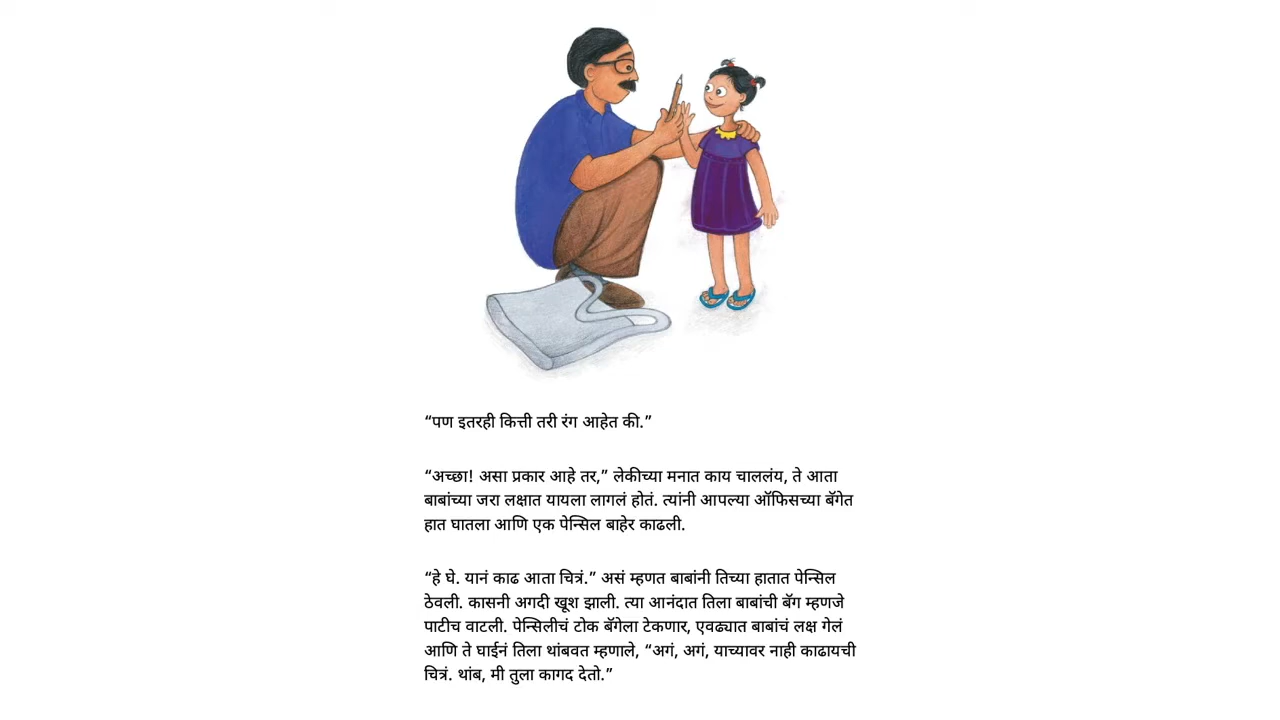 “पण इतरही कित्ती तरी रंग आहेत की.”
“अच्छा! असा प्रकार आहे तर,” लेकीच्या मनात काय चाललंय, ते आता
बाबांच्या जरा लक्षात यायला लागलं होतं. त्यांनी आपल्या ऑफिसच्या बॅगेत
हात घातला आणि एक पेन्सिल बाहेर काढली.
“हे घे. यानं काढ आता चित्रं.” असं म्हणत बाबांनी तिच्या हातात पेन्सिल
ठेवली. कासनी अगदी खूश झाली. त्या आनंदात तिला बाबांची बॅग म्हणजे
पाटीच वाटली. पेन्सिलीचं टोक बॅगेला टेकणार, एवढ्यात बाबांचं लक्ष गेलं
आणि ते घाईनं तिला थांबवत म्हणाले, “अगं, अगं, याच्यावर नाही काढायची
चित्रं. थांब, मी तुला कागद देतो.”